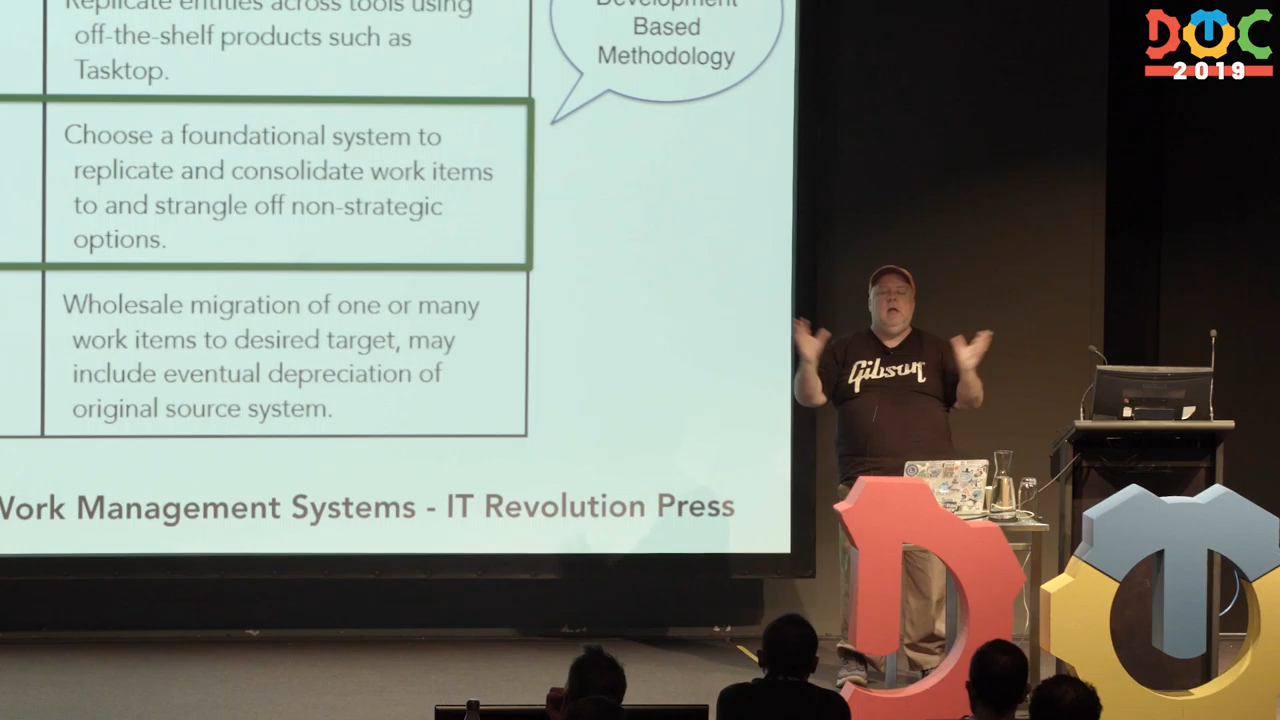 Replicate entities across tools using
off-the-shelf products such as
Tasktop.
Choose a foundational system to
replicate and consolidate work items
to and strangle off non-strategic
options.
Wholesale migration of one or many
work items to desired target, may
include eventual depreciation of
original source system.
Work Management Systems - IT Revolution Press
Development
Based
Methodology
DTOC
2019
Gibson